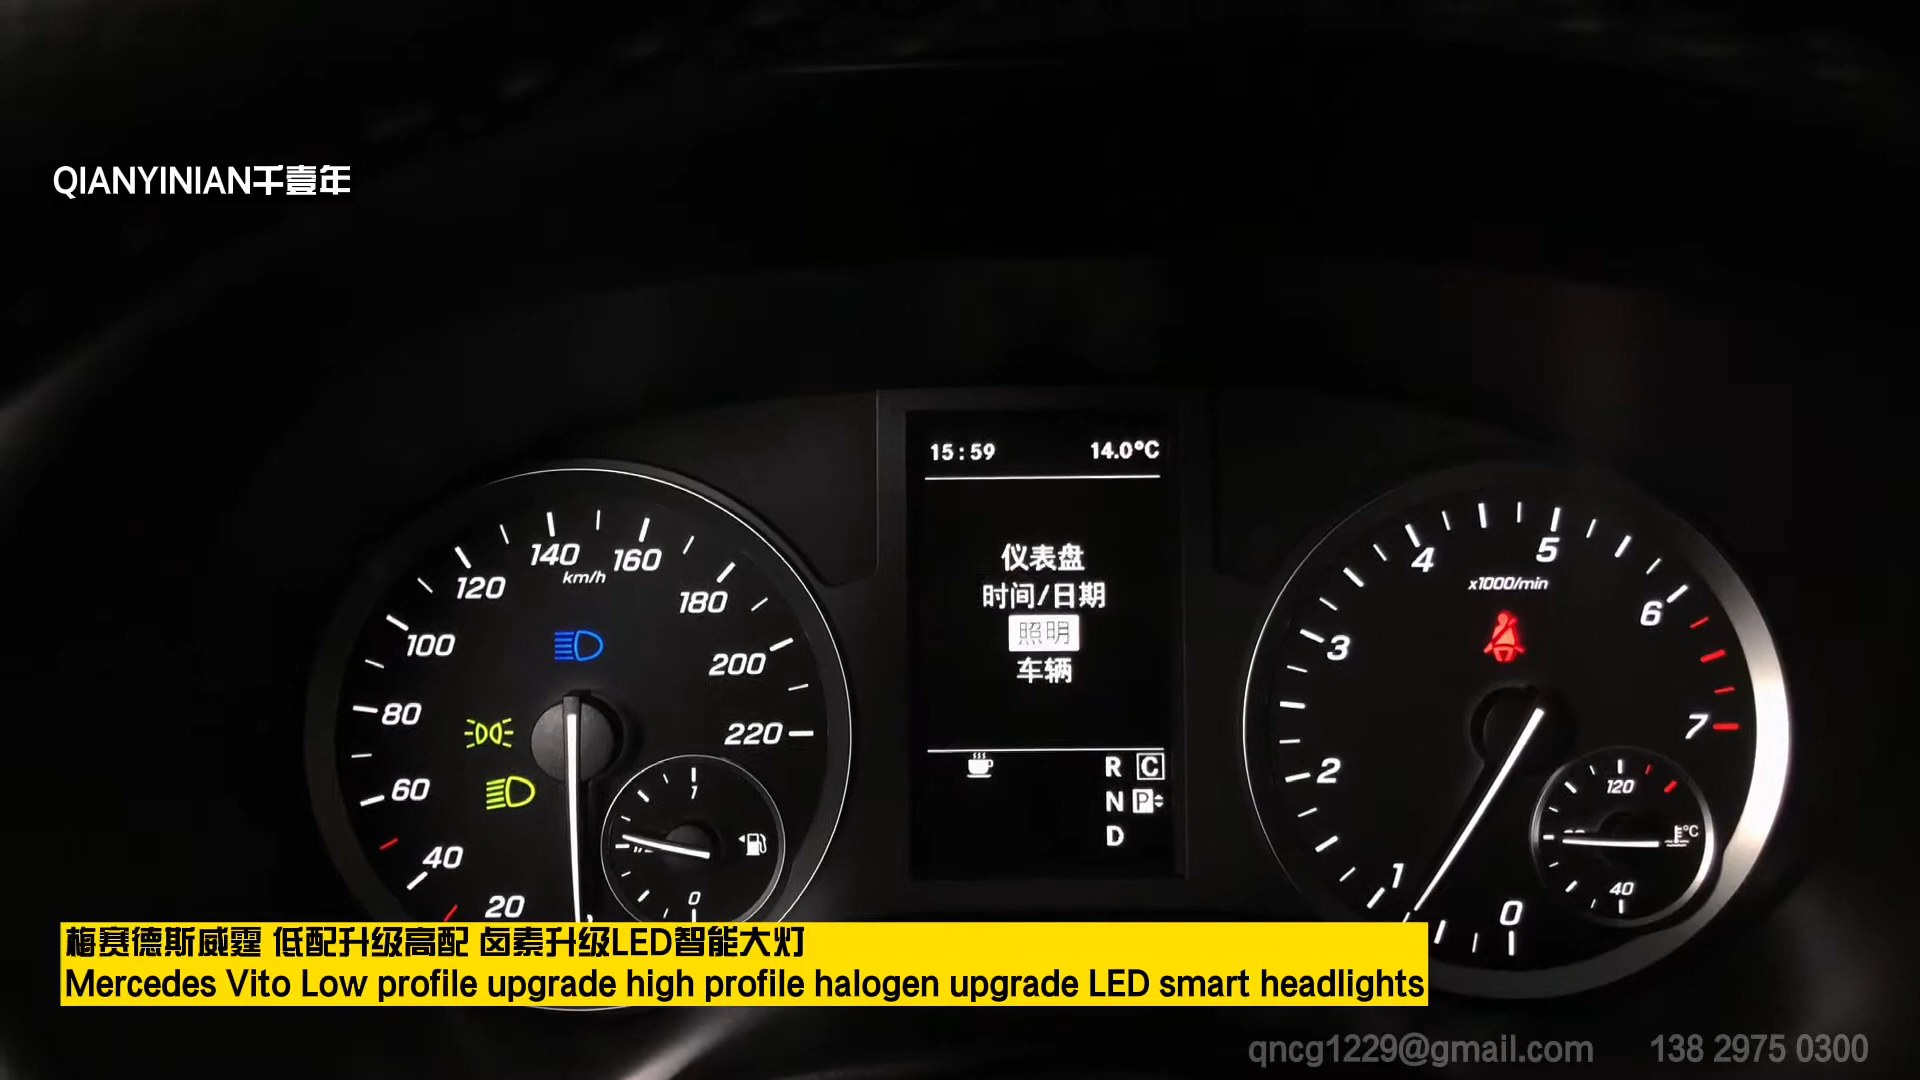 QIANYINIAN千壹年
15:59 14.0°C
仪表盘
时间/日期
照明
车辆
R C
N P
D
20
40
60
80
100
120
140
160
180
200
220
km/h
1
1/2
0
0
1
2
3
4
5
6
7
x1000/min
120
°C
40
梅赛德斯威霆 低配升级高配 卤素升级LED智能大灯
Mercedes Vito Low profile upgrade high profile halogen upgrade LED smart headlights
qncg1229@gmail.com 138 2975 0300